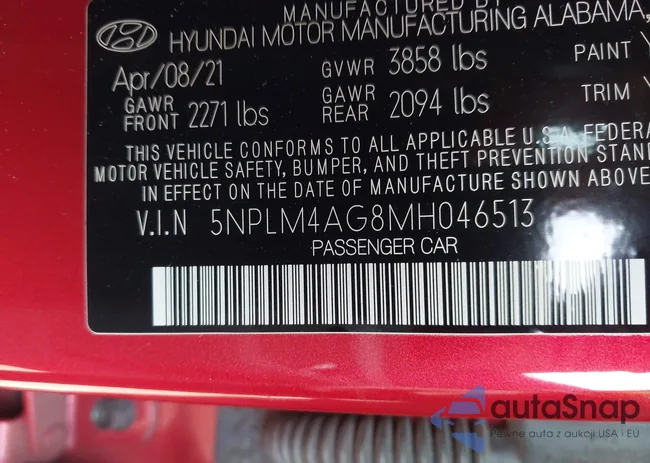 MANUFACTURED BY
HYUNDAI MOTOR MANUFACTURING ALABAMA,
Apr/08/21 GVWR 3858 lbs PAINT
GAWR FRONT 2271 lbs GAWR REAR 2094 lbs TRIM
THIS VEHICLE CONFORMS TO ALL APPLICABLE U.S.A. FEDERA
MOTOR VEHICLE SAFETY, BUMPER, AND THEFT PREVENTION STAN
IN EFFECT ON THE DATE OF MANUFACTURE SHOWN ABOVE
V.I.N 5NPLM4AG8MH046513
PASSENGER CAR
autaSnap
Pewne auta z aukcji USA i EU